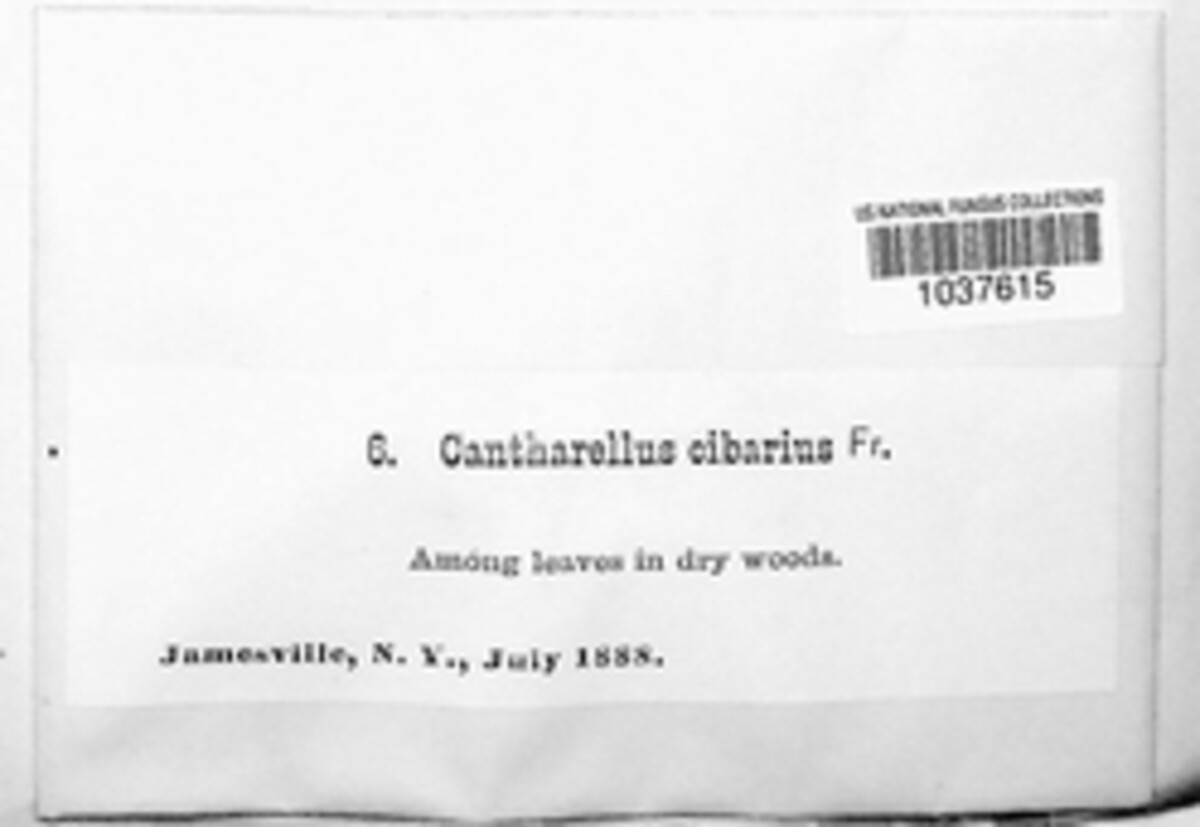 US NATIONAL FUNGUS COLLECTIONS
1037615
6. Cantharellus cibarius Fr.
Among leaves in dry woods.
Jamesville, N. Y., July 1888.